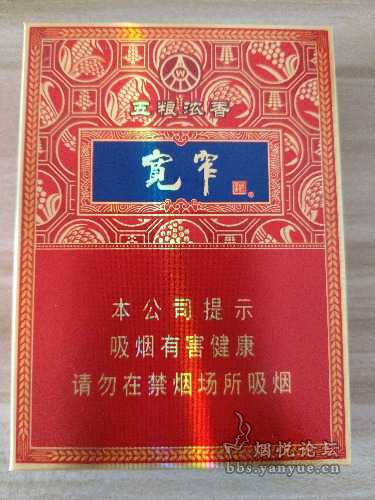 W
五粮浓香
宽窄
本公司提示
吸烟有害健康
请勿在禁烟场所吸烟
烟悦论坛
bbs.yanyue.cn